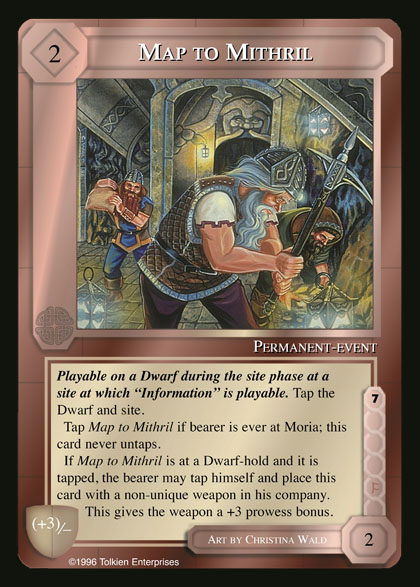 2
Map to Mithril
Permanent-event
Playable on a Dwarf during the site phase at a
site at which “Information” is playable. Tap the
Dwarf and site.
Tap Map to Mithril if bearer is ever at Moria; this
card never untaps.
If Map to Mithril is at a Dwarf-hold and it is
tapped, the bearer may tap himself and place this
card with a non-unique weapon in his company.
This gives the weapon a +3 prowess bonus.
7
F
(+3)/–
Art by Christina Wald
2
©1996 Tolkien Enterprises